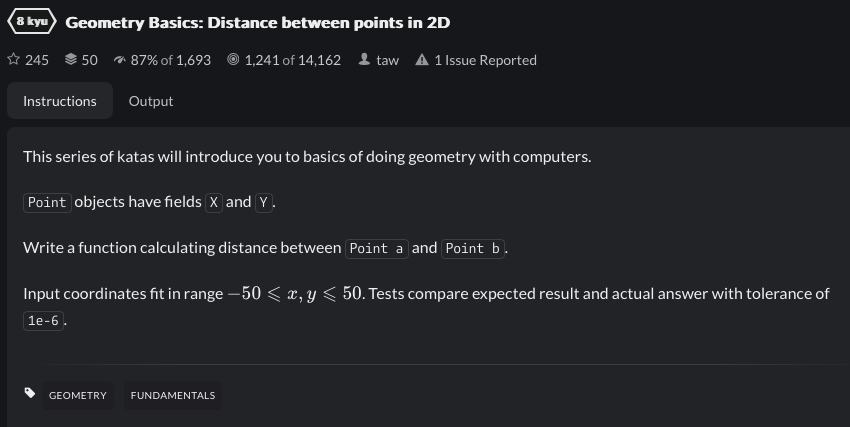 8 kyu Geometry Basics: Distance between points in 2D
245 50 87% of 1,693 1,241 of 14,162 taw 1 Issue Reported
Instructions Output
This series of katas will introduce you to basics of doing geometry with computers.
Point objects have fields X and Y.
Write a function calculating distance between Point a and Point b.
Input coordinates fit in range −50 ⩽ x, y ⩽ 50. Tests compare expected result and actual answer with tolerance of
1e-6.
GEOMETRY FUNDAMENTALS